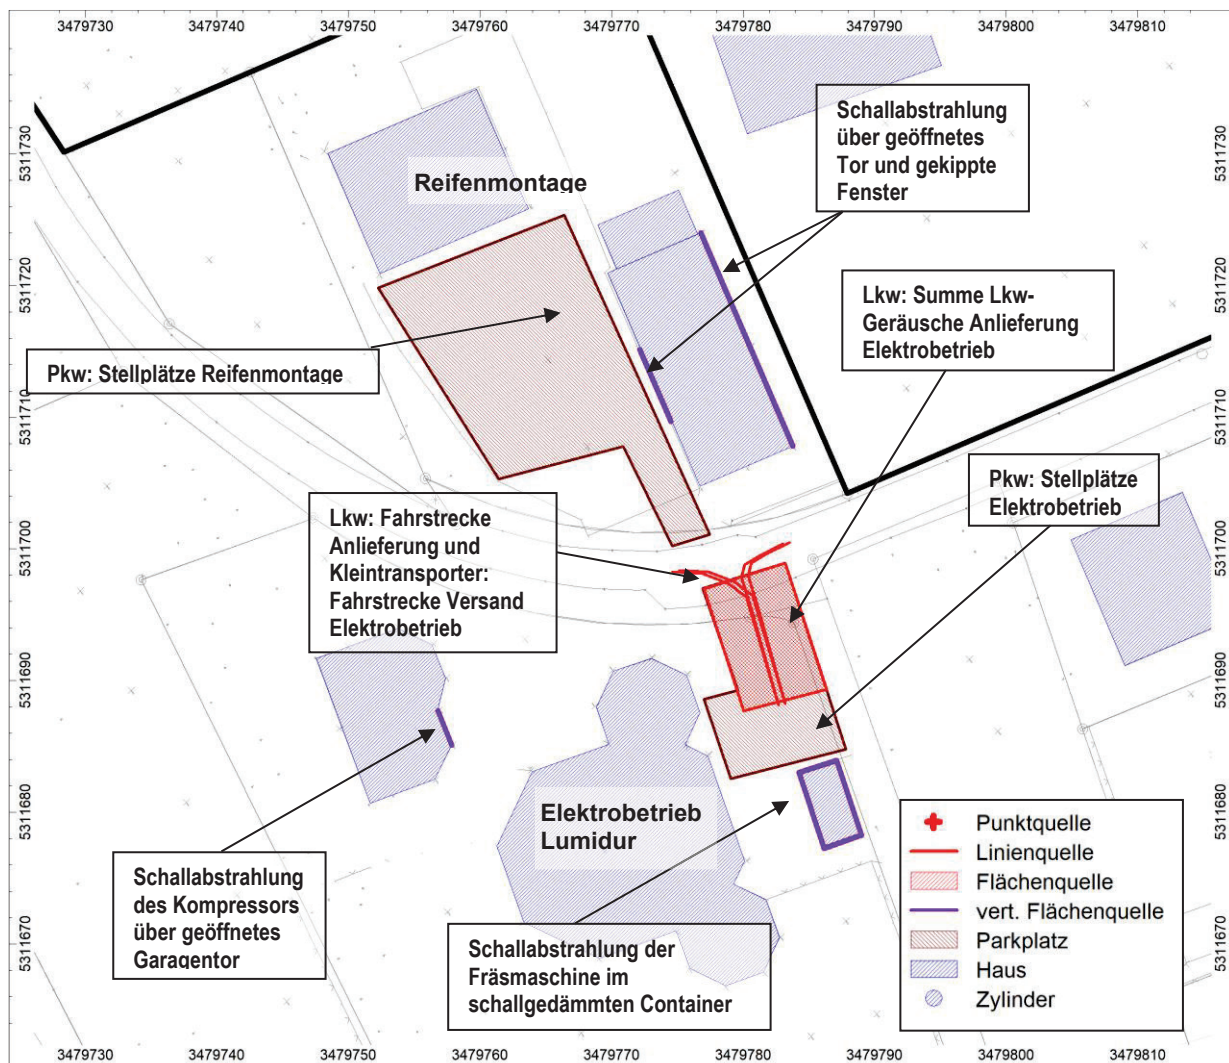 3479730 3479740 3479750 3479760 3479770 3479780 3479790 3479800 3479810
5311730
5311720
5311710
5311700
5311690
5311680
5311670
5311730
5311720
5311710
5311700
5311690
5311680
5311670
Schallabstrahlung
über geöffnetes
Tor und gekippte
Fenster
Reifenmontage
Lkw: Summe Lkw-
Geräusche Anlieferung
Elektrobetrieb
Pkw: Stellplätze Reifenmontage
Pkw: Stellplätze
Elektrobetrieb
Lkw: Fahrstrecke
Anlieferung und
Kleintransporter:
Fahrstrecke Versand
Elektrobetrieb
Elektrobetrieb
Lumidur
Schallabstrahlung
des Kompressors
über geöffnetes
Garagentor
Schallabstrahlung der
Fräsmaschine im
schallgedämmten Container
Punktquelle
Linienquelle
Flächenquelle
vert. Flächenquelle
Parkplatz
Haus
Zylinder
3479730 3479740 3479750 3479760 3479770 3479780 3479790 3479800 3479810